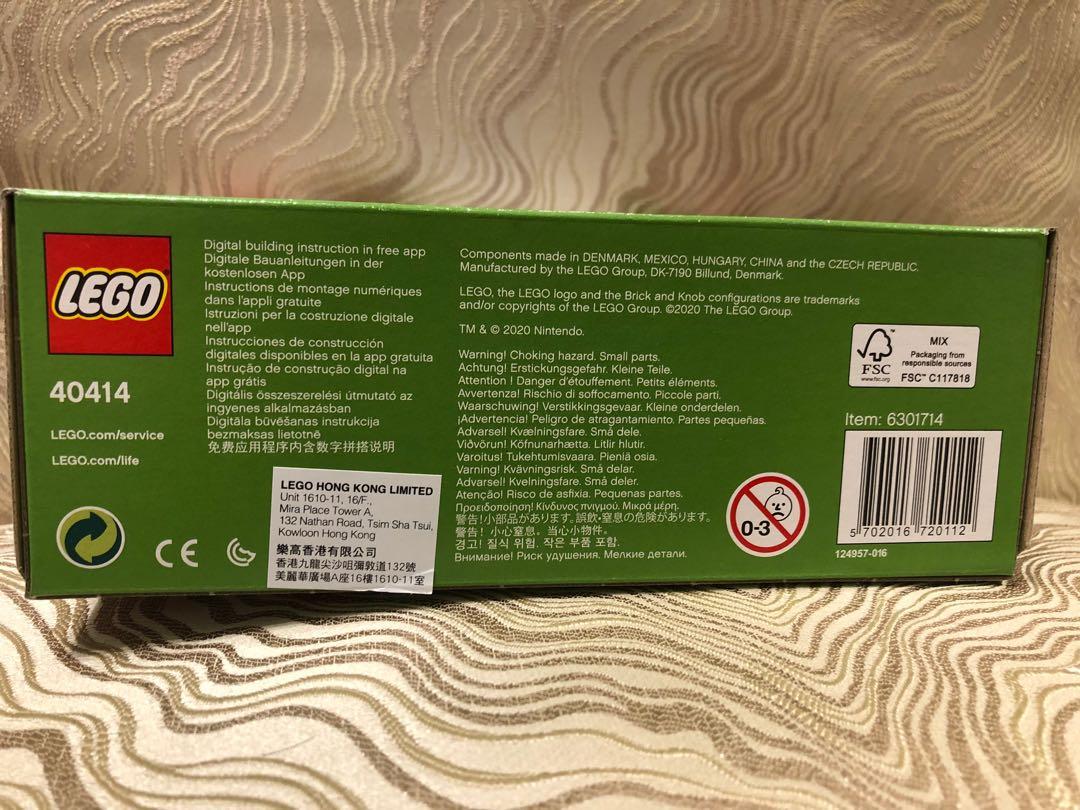 LEGO
40414
LEGO.com/service
LEGO.com/life
CE
Digital building instruction in free app
Digitale Bauanleitungen in der
kostenlosen App
Instructions de montage numériques
dans l'appli gratuite
Istruzioni per la costruzione digitale
nell'app
Instrucciones de construcción
digitales disponibles en la app gratuita
Instrução de construção digital na
app grátis
Digitális összeszerelési útmutató az
ingyenes alkalmazásban
Digitāla būvēšanas instrukcija
bezmaksas lietotnē
免费应用程序内含数字拼搭说明
LEGO HONG KONG LIMITED
Unit 1610-11, 16/F.,
Mira Place Tower A,
132 Nathan Road, Tsim Sha Tsui,
Kowloon Hong Kong
樂高香港有限公司
香港九龍尖沙咀彌敦道132號
美麗華廣場A座16樓1610-11室
Components made in DENMARK, MEXICO, HUNGARY, CHINA and the CZECH REPUBLIC.
Manufactured by the LEGO Group, DK-7190 Billund, Denmark.
LEGO, the LEGO logo and the Brick and Knob configurations are trademarks
and/or copyrights of the LEGO Group. ©2020 The LEGO Group.
TM & © 2020 Nintendo.
Warning! Choking hazard. Small parts.
Achtung! Erstickungsgefahr. Kleine Teile.
Attention ! Danger d'étouffement. Petits éléments.
Avvertenza! Rischio di soffocamento. Piccole parti.
Waarschuwing! Verstikkingsgevaar. Kleine onderdelen.
¡Advertencia! Peligro de atragantamiento. Partes pequeñas.
Advarsel! Kvælningsfare. Små dele.
Viðvörun! Köfnunarhætta. Litlir hlutir.
Varoitus! Tukehtumisvaara. Pieniä osia.
Varning! Kvävningsrisk. Små delar.
Advarsel! Kvelningsfare. Små deler.
Atenção! Risco de asfixia. Pequenas partes.
Προειδοποίηση! Κίνδυνος πνιγμού. Μικρά μέρη.
警告!小部品があります。誤飲・窒息の危険があります。
警告！小心窒息。当心小物件。
경고! 질식 위험. 작은 부품 포함.
Внимание! Риск удушения. Мелкие детали.
0-3
FSC
www.fsc.org
MIX
Packaging from
responsible sources
FSC™ C117818
Item: 6301714
5 702016 720112
124957-016